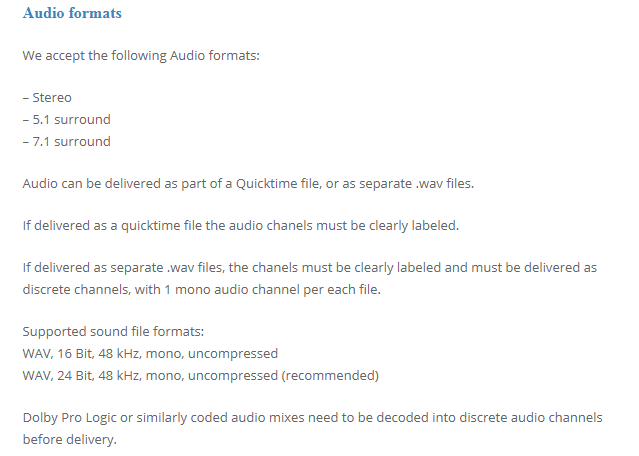 Audio formats
We accept the following Audio formats:
– Stereo
– 5.1 surround
– 7.1 surround
Audio can be delivered as part of a Quicktime file, or as separate .wav files.
If delivered as a quicktime file the audio chanels must be clearly labeled.
If delivered as separate .wav files, the chanels must be clearly labeled and must be delivered as
discrete channels, with 1 mono audio channel per each file.
Supported sound file formats:
WAV, 16 Bit, 48 kHz, mono, uncompressed
WAV, 24 Bit, 48 kHz, mono, uncompressed (recommended)
Dolby Pro Logic or similarly coded audio mixes need to be decoded into discrete audio channels
before delivery.